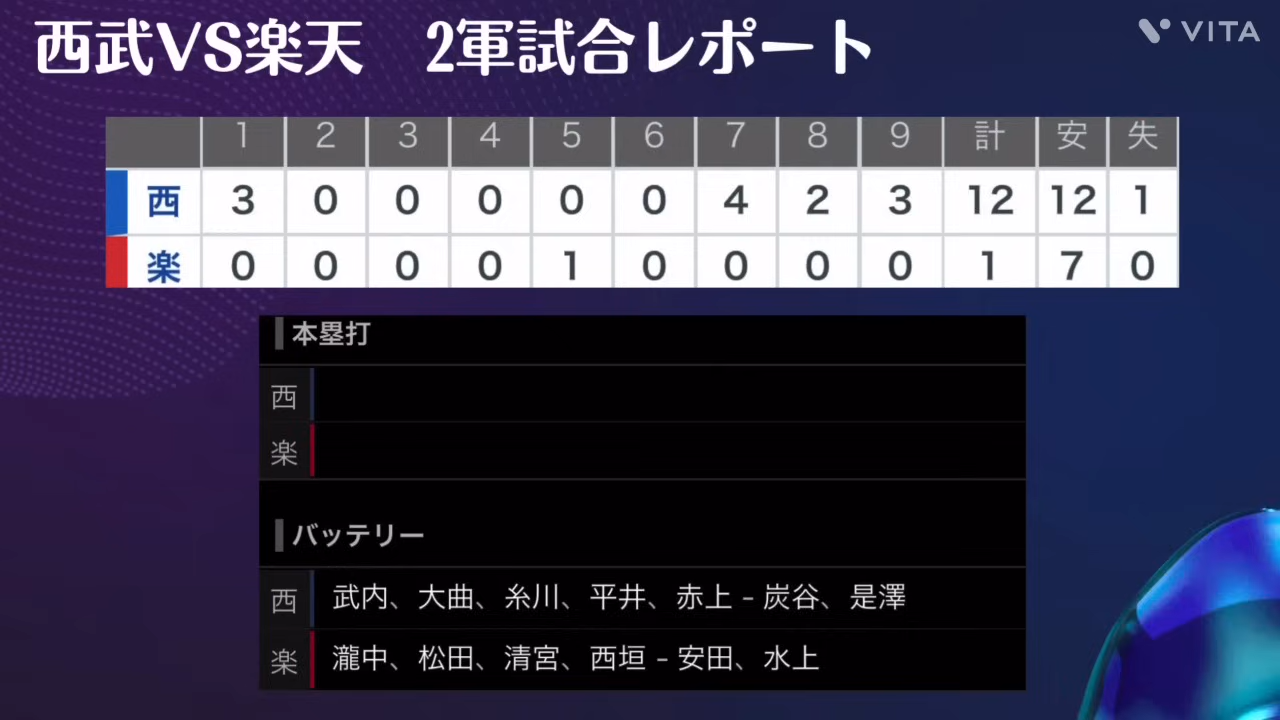 西武VS楽天　2軍試合レポート
VITA
1 2 3 4 5 6 7 8 9 計 安 失
西 3 0 0 0 0 0 4 2 3 12 12 1
楽 0 0 0 0 1 0 0 0 0 1 7 0
本塁打
西
楽
バッテリー
西 武内、大曲、糸川、平井、赤上 – 炭谷、是澤
楽 瀧中、松田、清宮、西垣 – 安田、水上